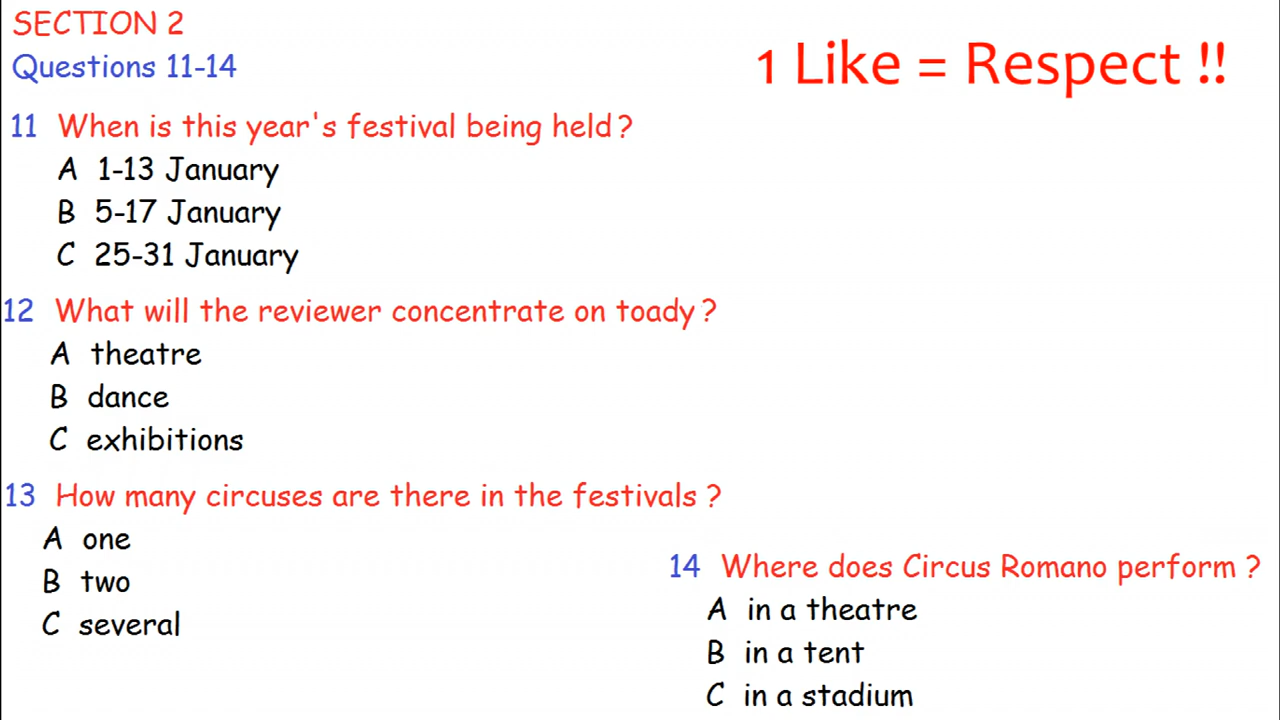 SECTION 2
Questions 11-14
1 Like = Respect !!
11 When is this year's festival being held?
A 1-13 January
B 5-17 January
C 25-31 January
12 What will the reviewer concentrate on toady?
A theatre
B dance
C exhibitions
13 How many circuses are there in the festivals ?
A one
B two
C several
14 Where does Circus Romano perform ?
A in a theatre
B in a tent
C in a stadium